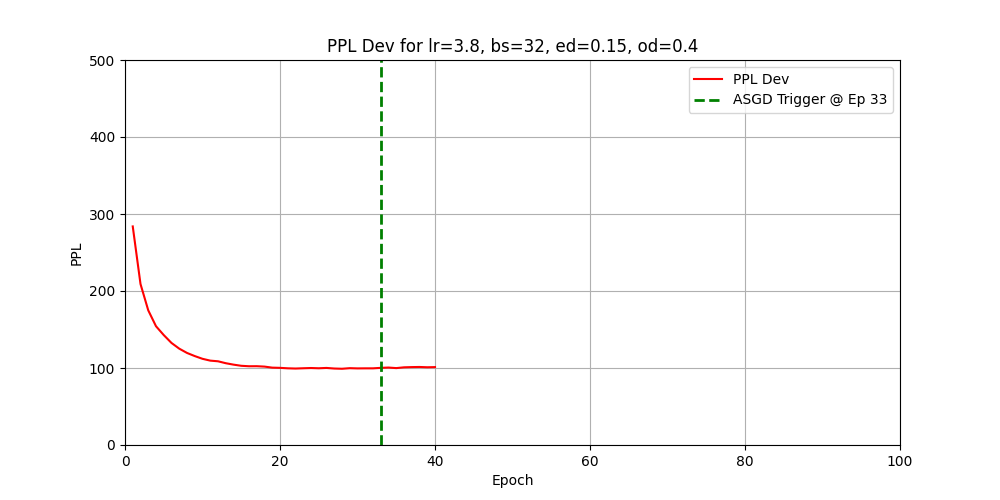 PPL Dev for lr=3.8, bs=32, ed=0.15, od=0.4
PPL Dev
ASGD Trigger @ Ep 33
500
400
300
200
100
0
PPL
0 20 40 60 80 100
Epoch